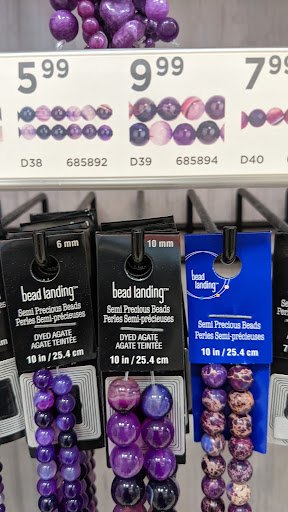 5 99
9 99
7 99
D38 685892
D39 685894
D40
6 mm
bead landing™
Semi Precious Beads
Perles Semi-précieuses
DYED AGATE
AGATE TEINTÉE
10 in / 25.4 cm
10 mm
bead landing™
Semi Precious Beads
Perles Semi-précieuses
DYED AGATE
AGATE TEINTÉE
10 in / 25.4 cm
bead landing™
Semi Precious Beads
Perles Semi-précieuses
10 in / 25.4 cm